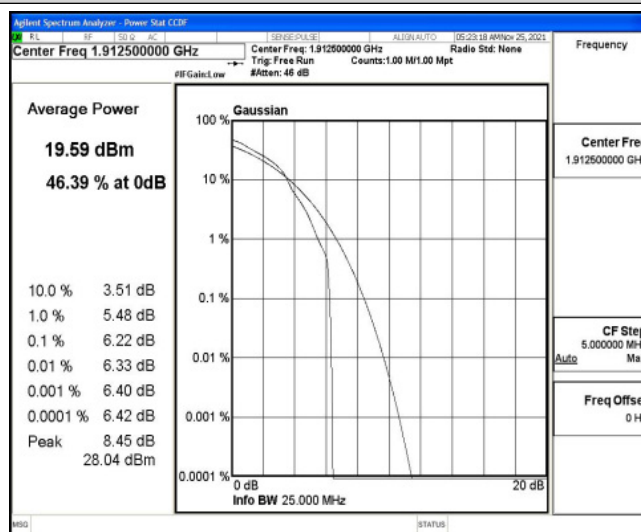 Agilent Spectrum Analyzer - Power Stat CCDF
RL RF 50 Ω AC SENSE:PULSE ALIGN AUTO 05:23:18 AM Nov 25, 2021
Center Freq 1.912500000 GHz
Center Freq: 1.912500000 GHz Radio Std: None
Trig: Free Run Counts:1.00 M/1.00 Mpt
#IFGain:Low #Atten: 46 dB
Frequency
Average Power
19.59 dBm
46.39 % at 0dB
10.0 % 3.51 dB
1.0 % 5.48 dB
0.1 % 6.22 dB
0.01 % 6.33 dB
0.001 % 6.40 dB
0.0001 % 6.42 dB
Peak 8.45 dB
28.04 dBm
Gaussian
100 %
10 %
1 %
0.1 %
0.01 %
0.001 %
0.0001 %
0 dB 20 dB
Info BW 25.000 MHz
Center Fre
1.912500000 GH
CF Step
5.000000 MH
Auto Ma
Freq Offse
0 H
MSG STATUS